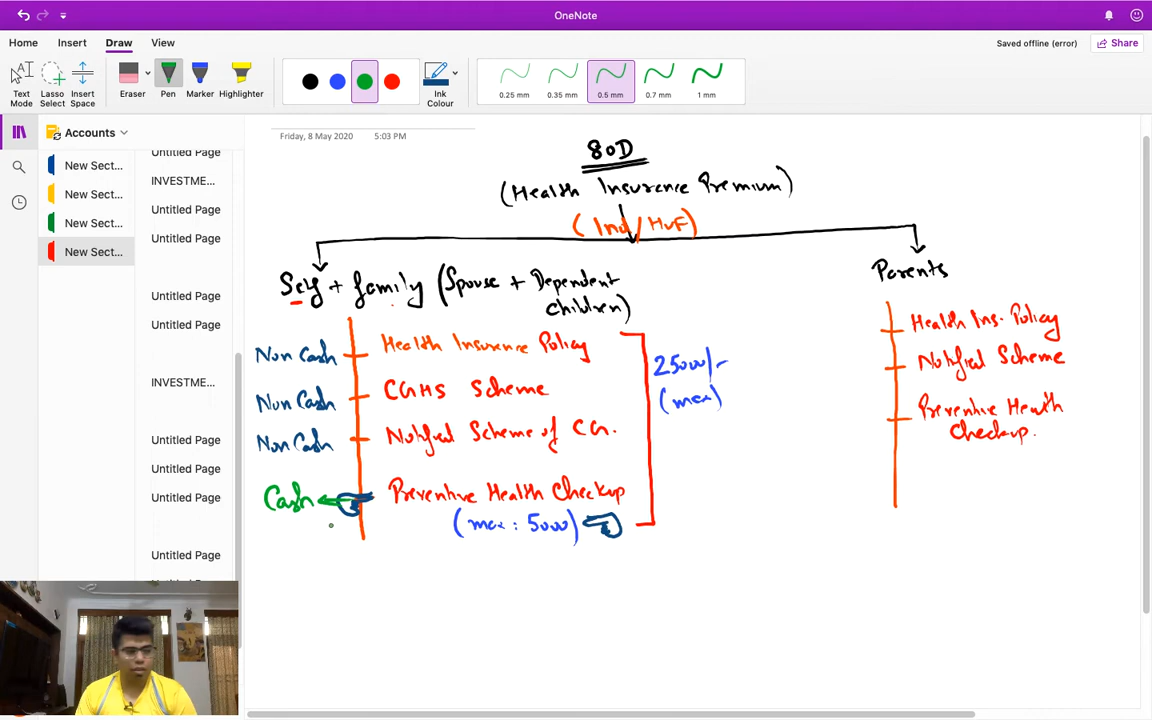 OneNote
Home Insert Draw View
Saved offline (error) Share
Text Mode
Lasso Select
Insert Space
Eraser
Pen
Marker
Highlighter
Ink Colour
0.25 mm
0.35 mm
0.5 mm
0.7 mm
1 mm
Accounts
New Sect...
New Sect...
New Sect...
New Sect...
Untitled Page
INVESTME...
Untitled Page
Untitled Page
Untitled Page
Untitled Page
INVESTME...
Untitled Page
Untitled Page
Untitled Page
Untitled Page
Friday, 8 May 2020 5:03 PM
80D
(Health Insurence Premium)
(Ind/HUF)
Self + family (Spouse + Dependent
children)
Non Cash Health Insurence Policy
Non Cash CGHS Scheme
Non Cash Notified Scheme of CG.
Cash Preventive Health Checkup
(max: 5000)
25000/-
(max)
Parents
Health Ins. Policy
Notified Scheme
Preventive Health
Checkup.